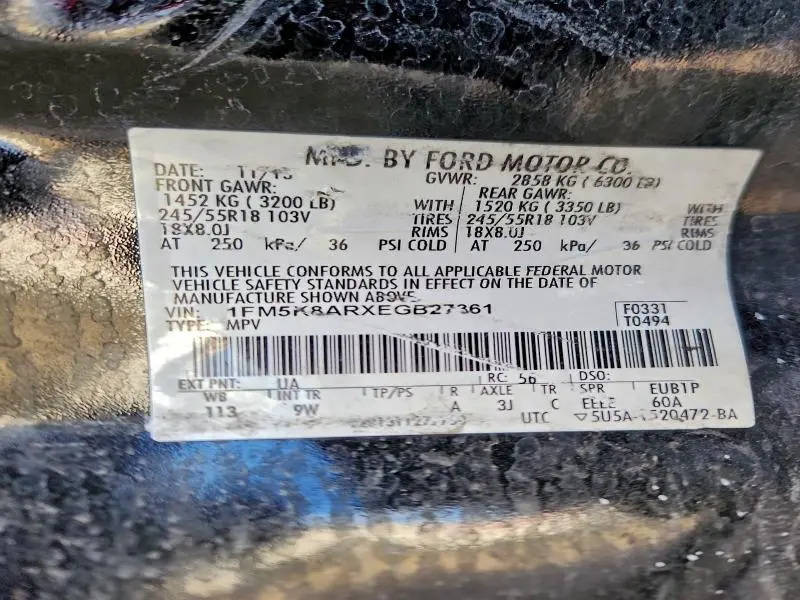 MFD. BY FORD MOTOR CO.
DATE: 11/13 GVWR: 2858 KG ( 6300 LB)
FRONT GAWR: REAR GAWR:
1452 KG ( 3200 LB) WITH 1520 KG ( 3350 LB) WITH
245/55R18 103V TIRES 245/55R18 103V TIRES
18X8.0J RIMS 18X8.0J RIMS
AT 250 kPa/ 36 PSI COLD AT 250 kPa/ 36 PSI COLD
THIS VEHICLE CONFORMS TO ALL APPLICABLE FEDERAL MOTOR
VEHICLE SAFETY STANDARDS IN EFFECT ON THE DATE OF
MANUFACTURE SHOWN ABOVE.
VIN: 1FM5K8ARXEGB27361 F0331
TYPE: MPV T0494
EXT PNT: UA RC: 56 DSO:
WB INT TR TP/PS R AXLE TR SPR EUB1P
113 9W A 3J C 60A
UTC